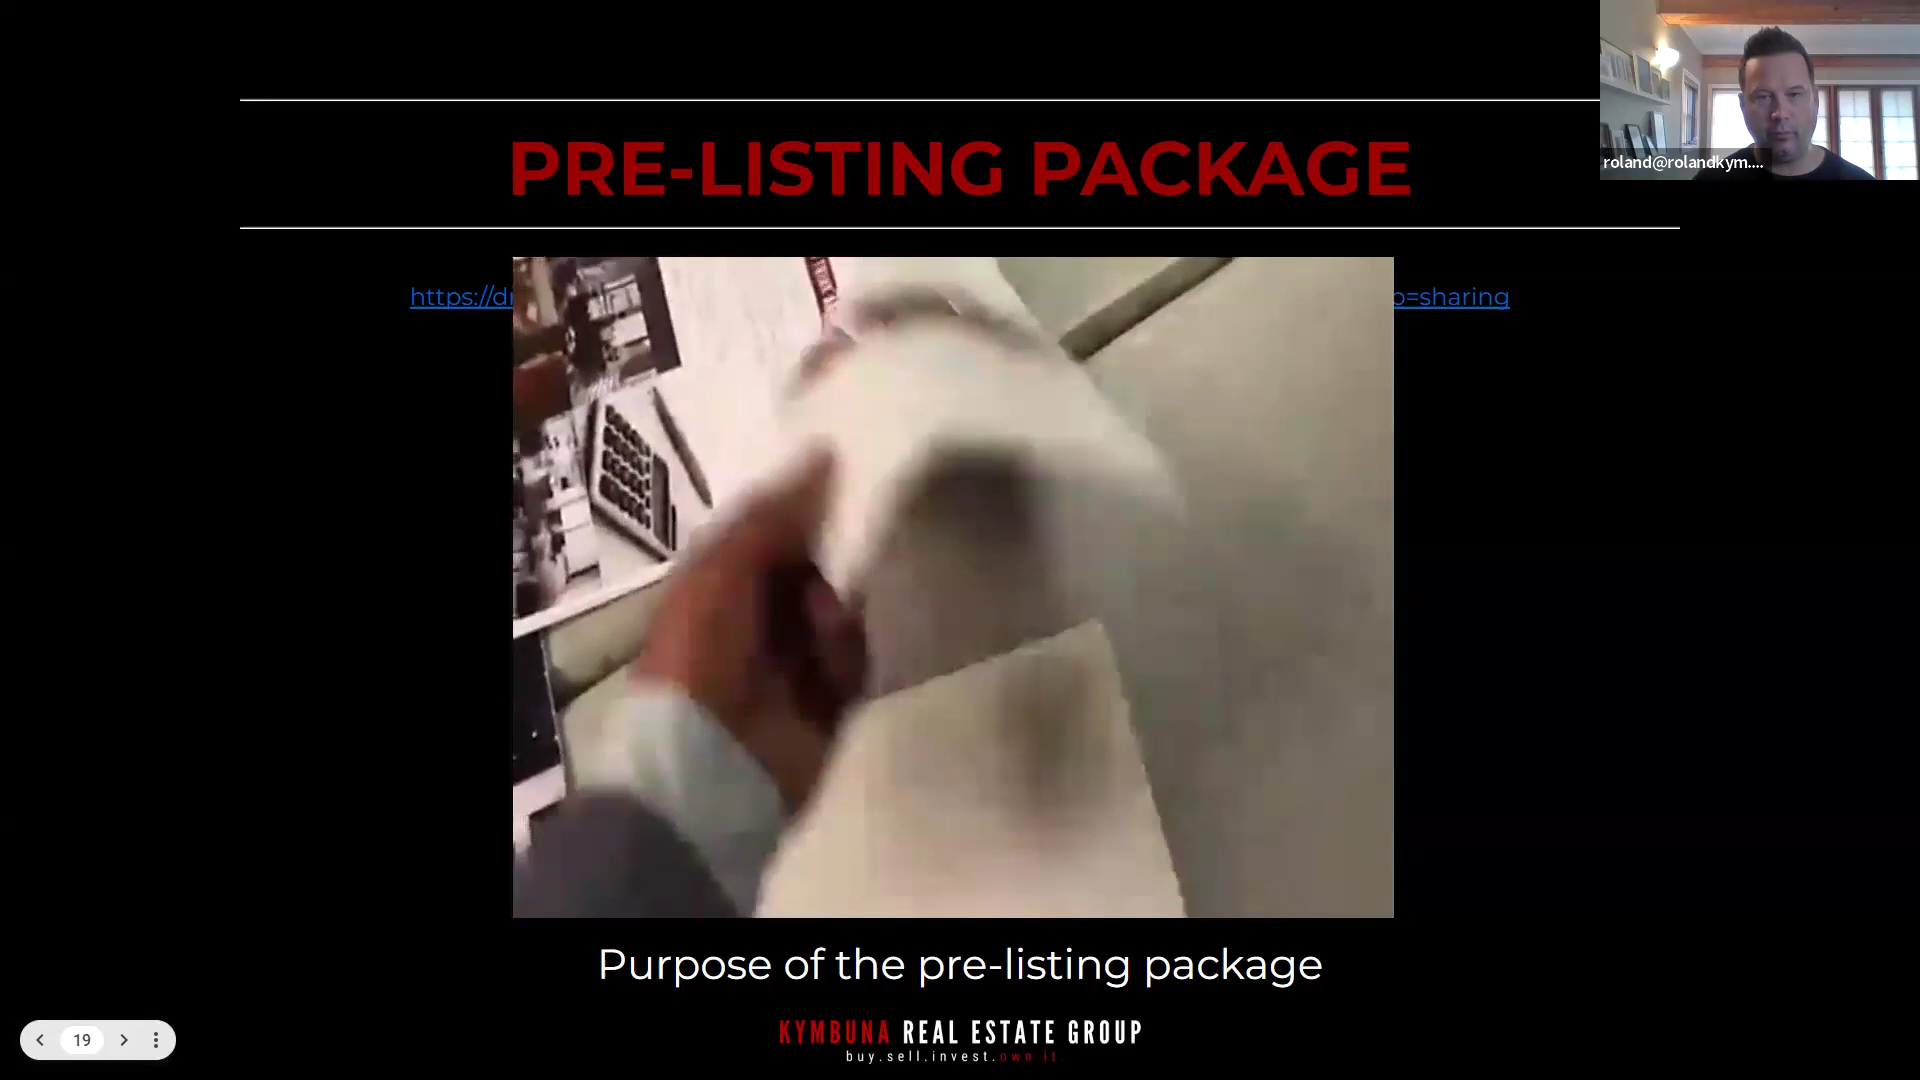 PRE-LISTING PACKAGE
roland@rolandkym....
https://dr
o=sharing
Purpose of the pre-listing package
19
KYMBUNA REAL ESTATE GROUP
buy.sell.invest.own it.